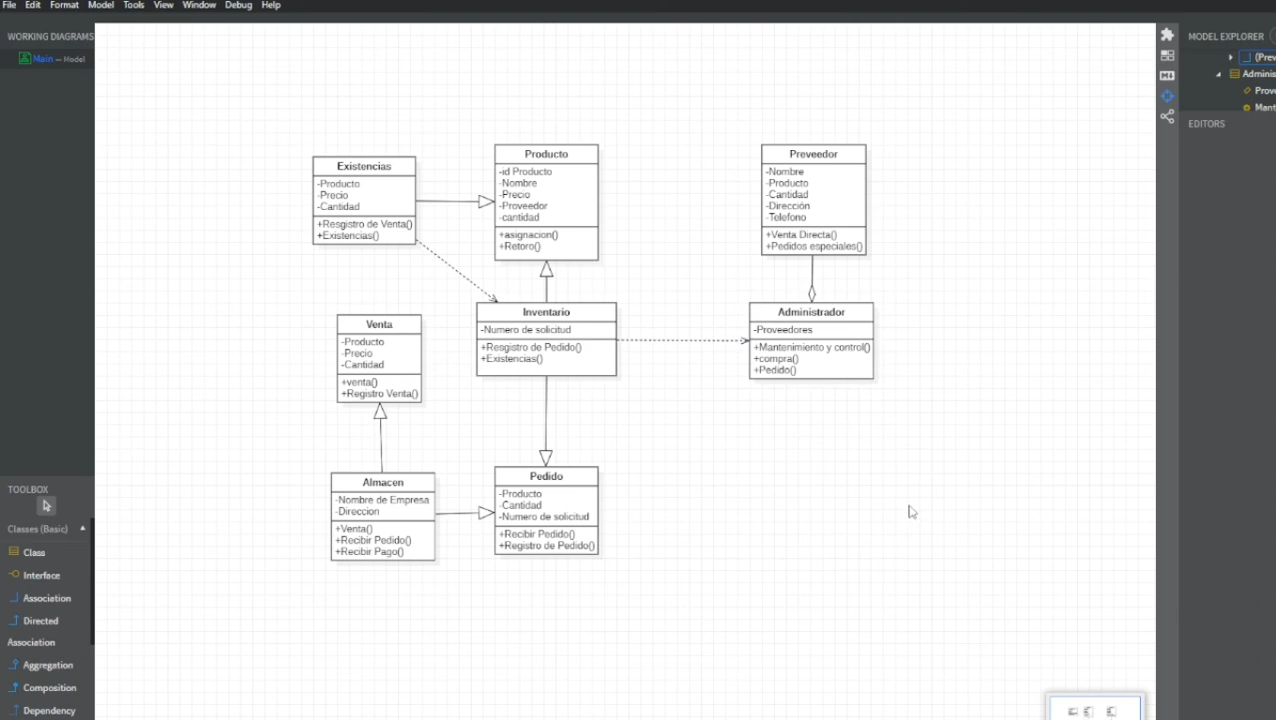 File Edit Format Model Tools View Window Debug Help
WORKING DIAGRAMS
Main — Model
Existencias
-Producto
-Precio
-Cantidad
+Resgistro de Venta()
+Existencias()
Producto
-id Producto
-Nombre
-Precio
-Proveedor
-cantidad
+asignacion()
+Retoro()
Preveedor
-Nombre
-Producto
-Cantidad
-Dirección
-Telefono
+Venta Directa()
+Pedidos especiales()
Venta
-Producto
-Precio
-Cantidad
+venta()
+Registro Venta()
Inventario
-Numero de solicitud
+Resgistro de Pedido()
+Existencias()
Administrador
-Proveedores
+Mantenimiento y control()
+compra()
+Pedido()
Almacen
-Nombre de Empresa
-Direccion
+Venta()
+Recibir Pedido()
+Recibir Pago()
Pedido
-Producto
-Cantidad
-Numero de solicitud
+Recibir Pedido()
+Registro de Pedido()
TOOLBOX
Classes (Basic)
Class
Interface
Association
Directed
Association
Aggregation
Composition
Dependency
MODEL EXPLORER
(Prev
Adminis
Prove
Mant
EDITORS